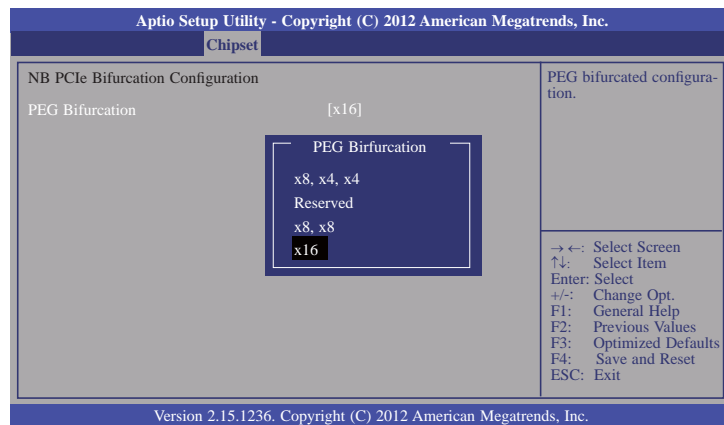 Aptio Setup Utility - Copyright (C) 2012 American Megatrends, Inc.
Chipset
NB PCIe Bifurcation Configuration
PEG Bifurcation [x16]
PEG Birfurcation
x8, x4, x4
Reserved
x8, x8
x16
PEG bifurcated configura-
tion.
→←: Select Screen
↑↓: Select Item
Enter: Select
+/-: Change Opt.
F1: General Help
F2: Previous Values
F3: Optimized Defaults
F4: Save and Reset
ESC: Exit
Version 2.15.1236. Copyright (C) 2012 American Megatrends, Inc.